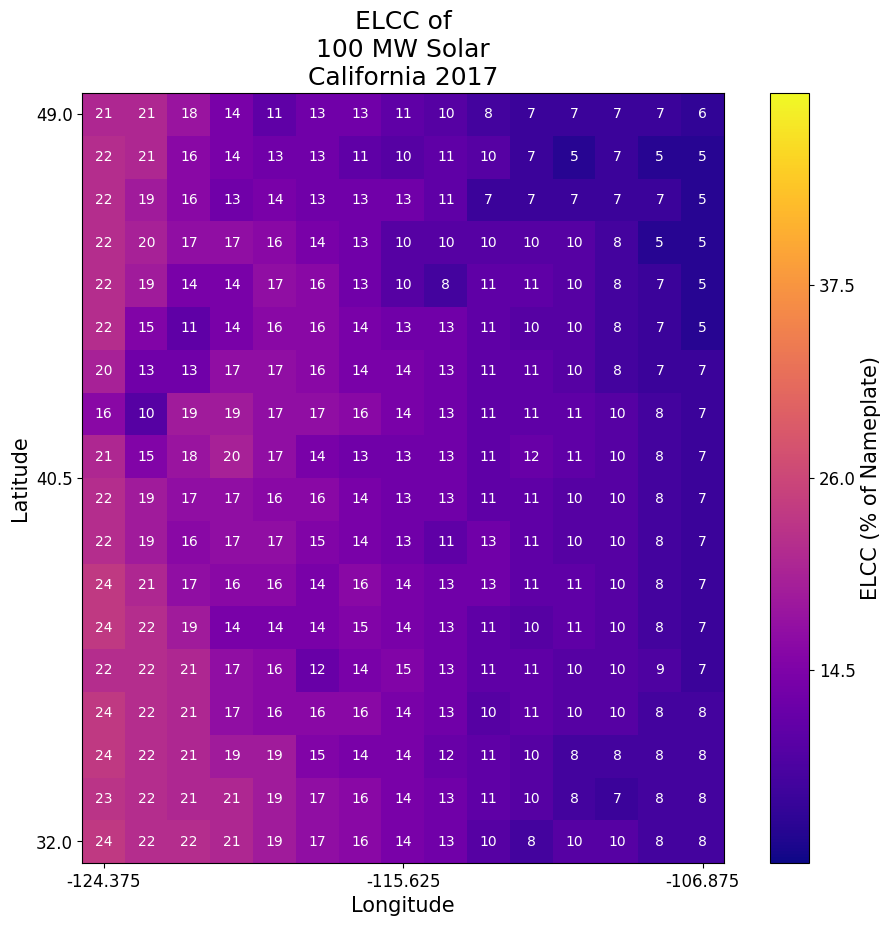 ELCC of
100 MW Solar
California 2017
49.0 21 21 18 14 11 13 13 11 10 8 7 7 7 7 6
22 21 16 14 13 13 11 10 11 10 7 5 7 5 5
22 19 16 13 14 13 13 13 11 7 7 7 7 7 5
22 20 17 17 16 14 13 10 10 10 10 10 8 5 5
22 19 14 14 17 16 13 10 8 11 11 10 8 7 5
37.5
22 15 11 14 16 16 14 13 13 11 10 10 8 7 5
20 13 13 17 17 16 14 14 13 11 11 10 8 7 7
16 10 19 19 17 17 16 14 13 11 11 11 10 8 7
21 15 18 20 17 14 13 13 13 11 12 11 10 8 7
40.5
26.0
22 19 17 17 16 16 14 13 13 11 11 10 10 8 7
22 19 16 17 17 15 14 13 11 13 11 10 10 8 7
24 21 17 16 16 14 16 14 13 13 11 11 10 8 7
24 22 19 14 14 14 15 14 13 11 10 11 10 8 7
22 22 21 17 16 12 14 15 13 11 11 10 10 9 7
14.5
24 22 21 17 16 16 16 14 13 10 11 10 10 8 8
24 22 21 19 19 15 14 14 12 11 10 8 8 8 8
23 22 21 21 19 17 16 14 13 11 10 8 7 8 8
32.0 24 22 22 21 19 17 16 14 13 10 8 10 10 8 8
-124.375 -115.625 -106.875
Longitude
Latitude
ELCC (% of Nameplate)